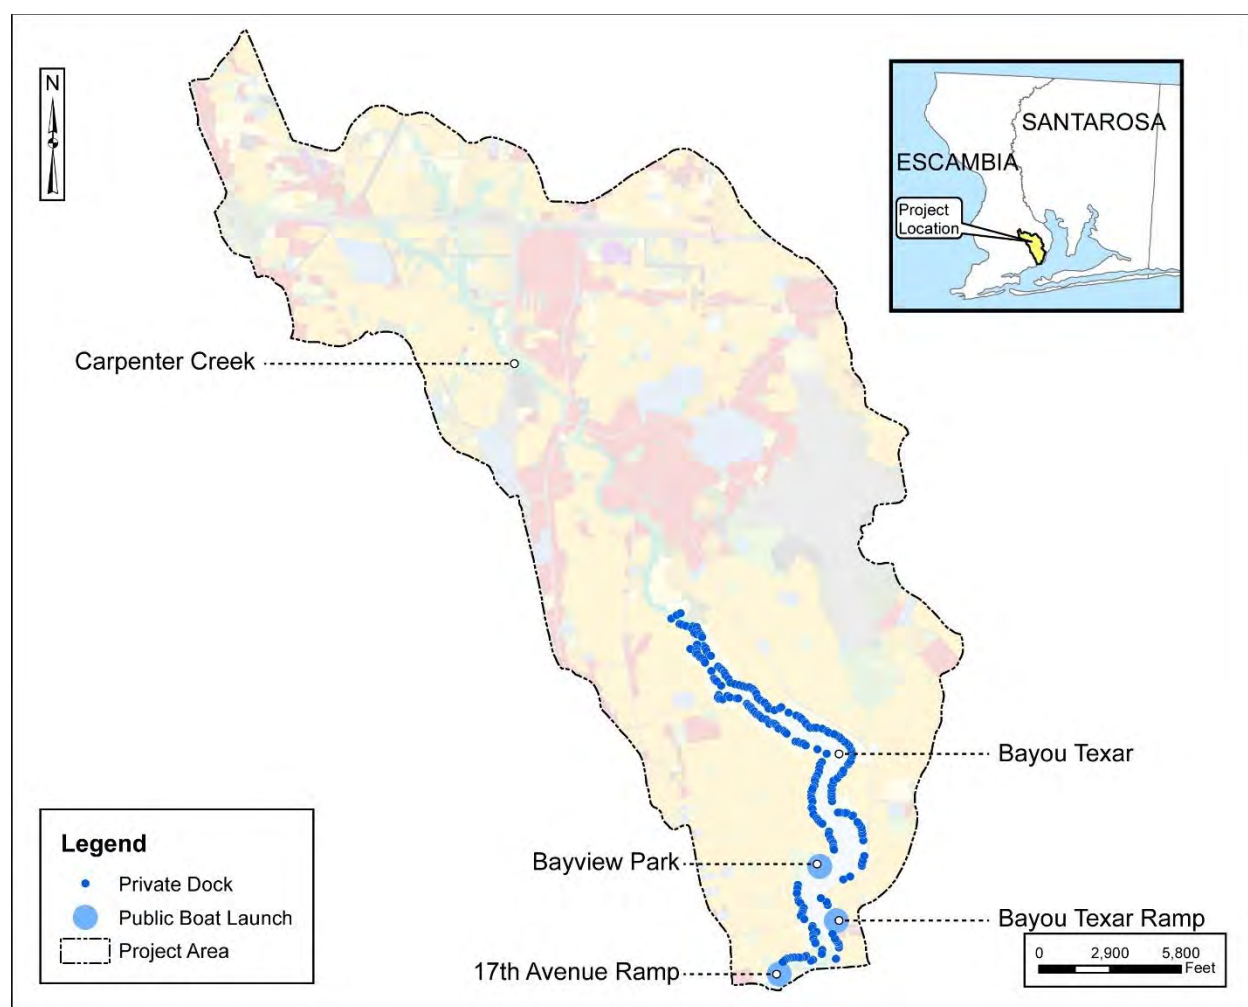 N
SANTAROSA
ESCAMBIA
Project
Location
Carpenter Creek
Bayou Texar
Bayview Park
Bayou Texar Ramp
17th Avenue Ramp
Legend
Private Dock
Public Boat Launch
Project Area
0 2,900 5,800
Feet